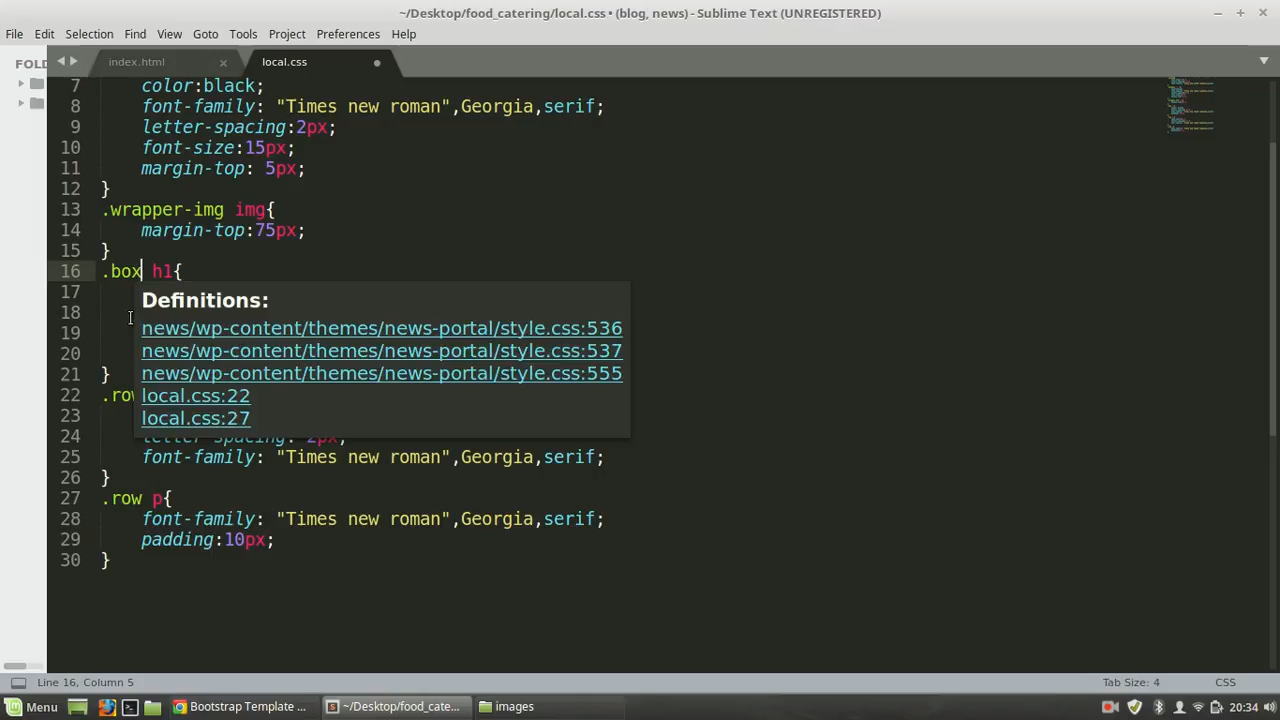 ~/Desktop/food_catering/local.css • (blog, news) - Sublime Text (UNREGISTERED)
File Edit Selection Find View Goto Tools Project Preferences Help
FOLD
index.html
local.css
7 color:black;
8 font-family: "Times new roman",Georgia,serif;
9 letter-spacing:2px;
10 font-size:15px;
11 margin-top: 5px;
12 }
13 .wrapper-img img{
14 margin-top:75px;
15 }
16 .box h1{
17
18
19
20
21 }
22 .row
23
24 letter-spacing: 2px;
25 font-family: "Times new roman",Georgia,serif;
26 }
27 .row p{
28 font-family: "Times new roman",Georgia,serif;
29 padding:10px;
30 }
Definitions:
news/wp-content/themes/news-portal/style.css:536
news/wp-content/themes/news-portal/style.css:537
news/wp-content/themes/news-portal/style.css:555
local.css:22
local.css:27
Line 16, Column 5
Tab Size: 4
CSS
Menu
Bootstrap Template ...
~/Desktop/food_cate...
images
20:34